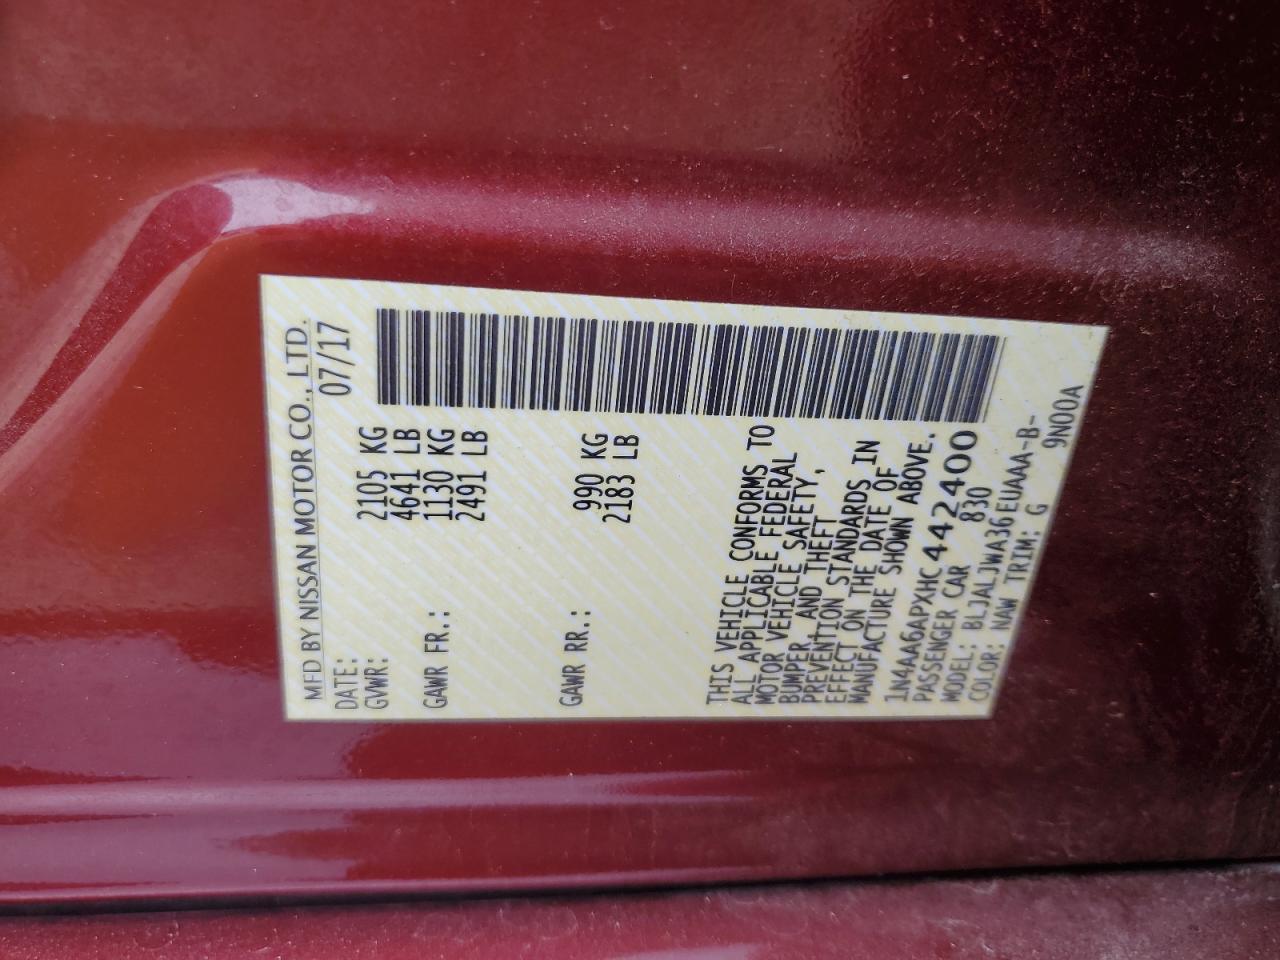 MFD BY NISSAN MOTOR CO., LTD.
DATE: 07/17
GVWR: 2105 KG
4641 LB
GAWR FR.: 1130 KG
2491 LB
GAWR RR.: 990 KG
2183 LB
THIS VEHICLE CONFORMS TO
ALL APPLICABLE FEDERAL
MOTOR VEHICLE SAFETY,
BUMPER, AND THEFT
PREVENTION STANDARDS IN
EFFECT ON THE DATE OF
MANUFACTURE SHOWN ABOVE.
1N4AA6APXHC442400
PASSENGER CAR 830
MODEL: BLJALJWA36EUAAA-B-
COLOR: NAW TRIM: G 9N00A